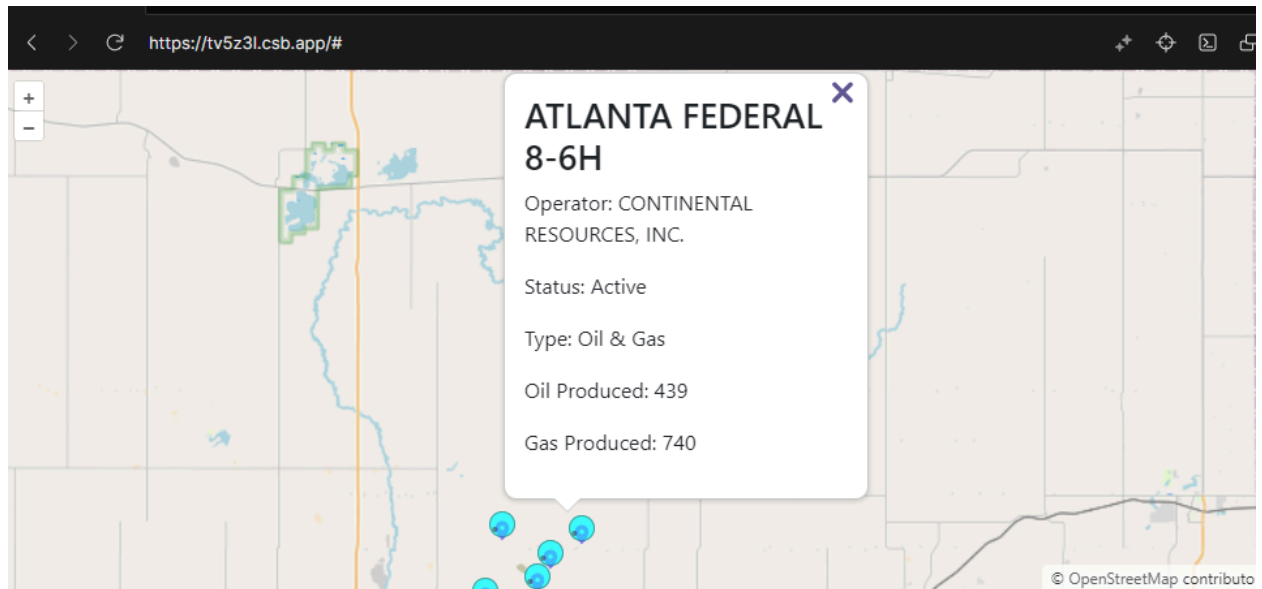 https://tv5z3l.csb.app/#
+
−
ATLANTA FEDERAL
8-6H
Operator: CONTINENTAL
RESOURCES, INC.
Status: Active
Type: Oil & Gas
Oil Produced: 439
Gas Produced: 740
© OpenStreetMap contributo